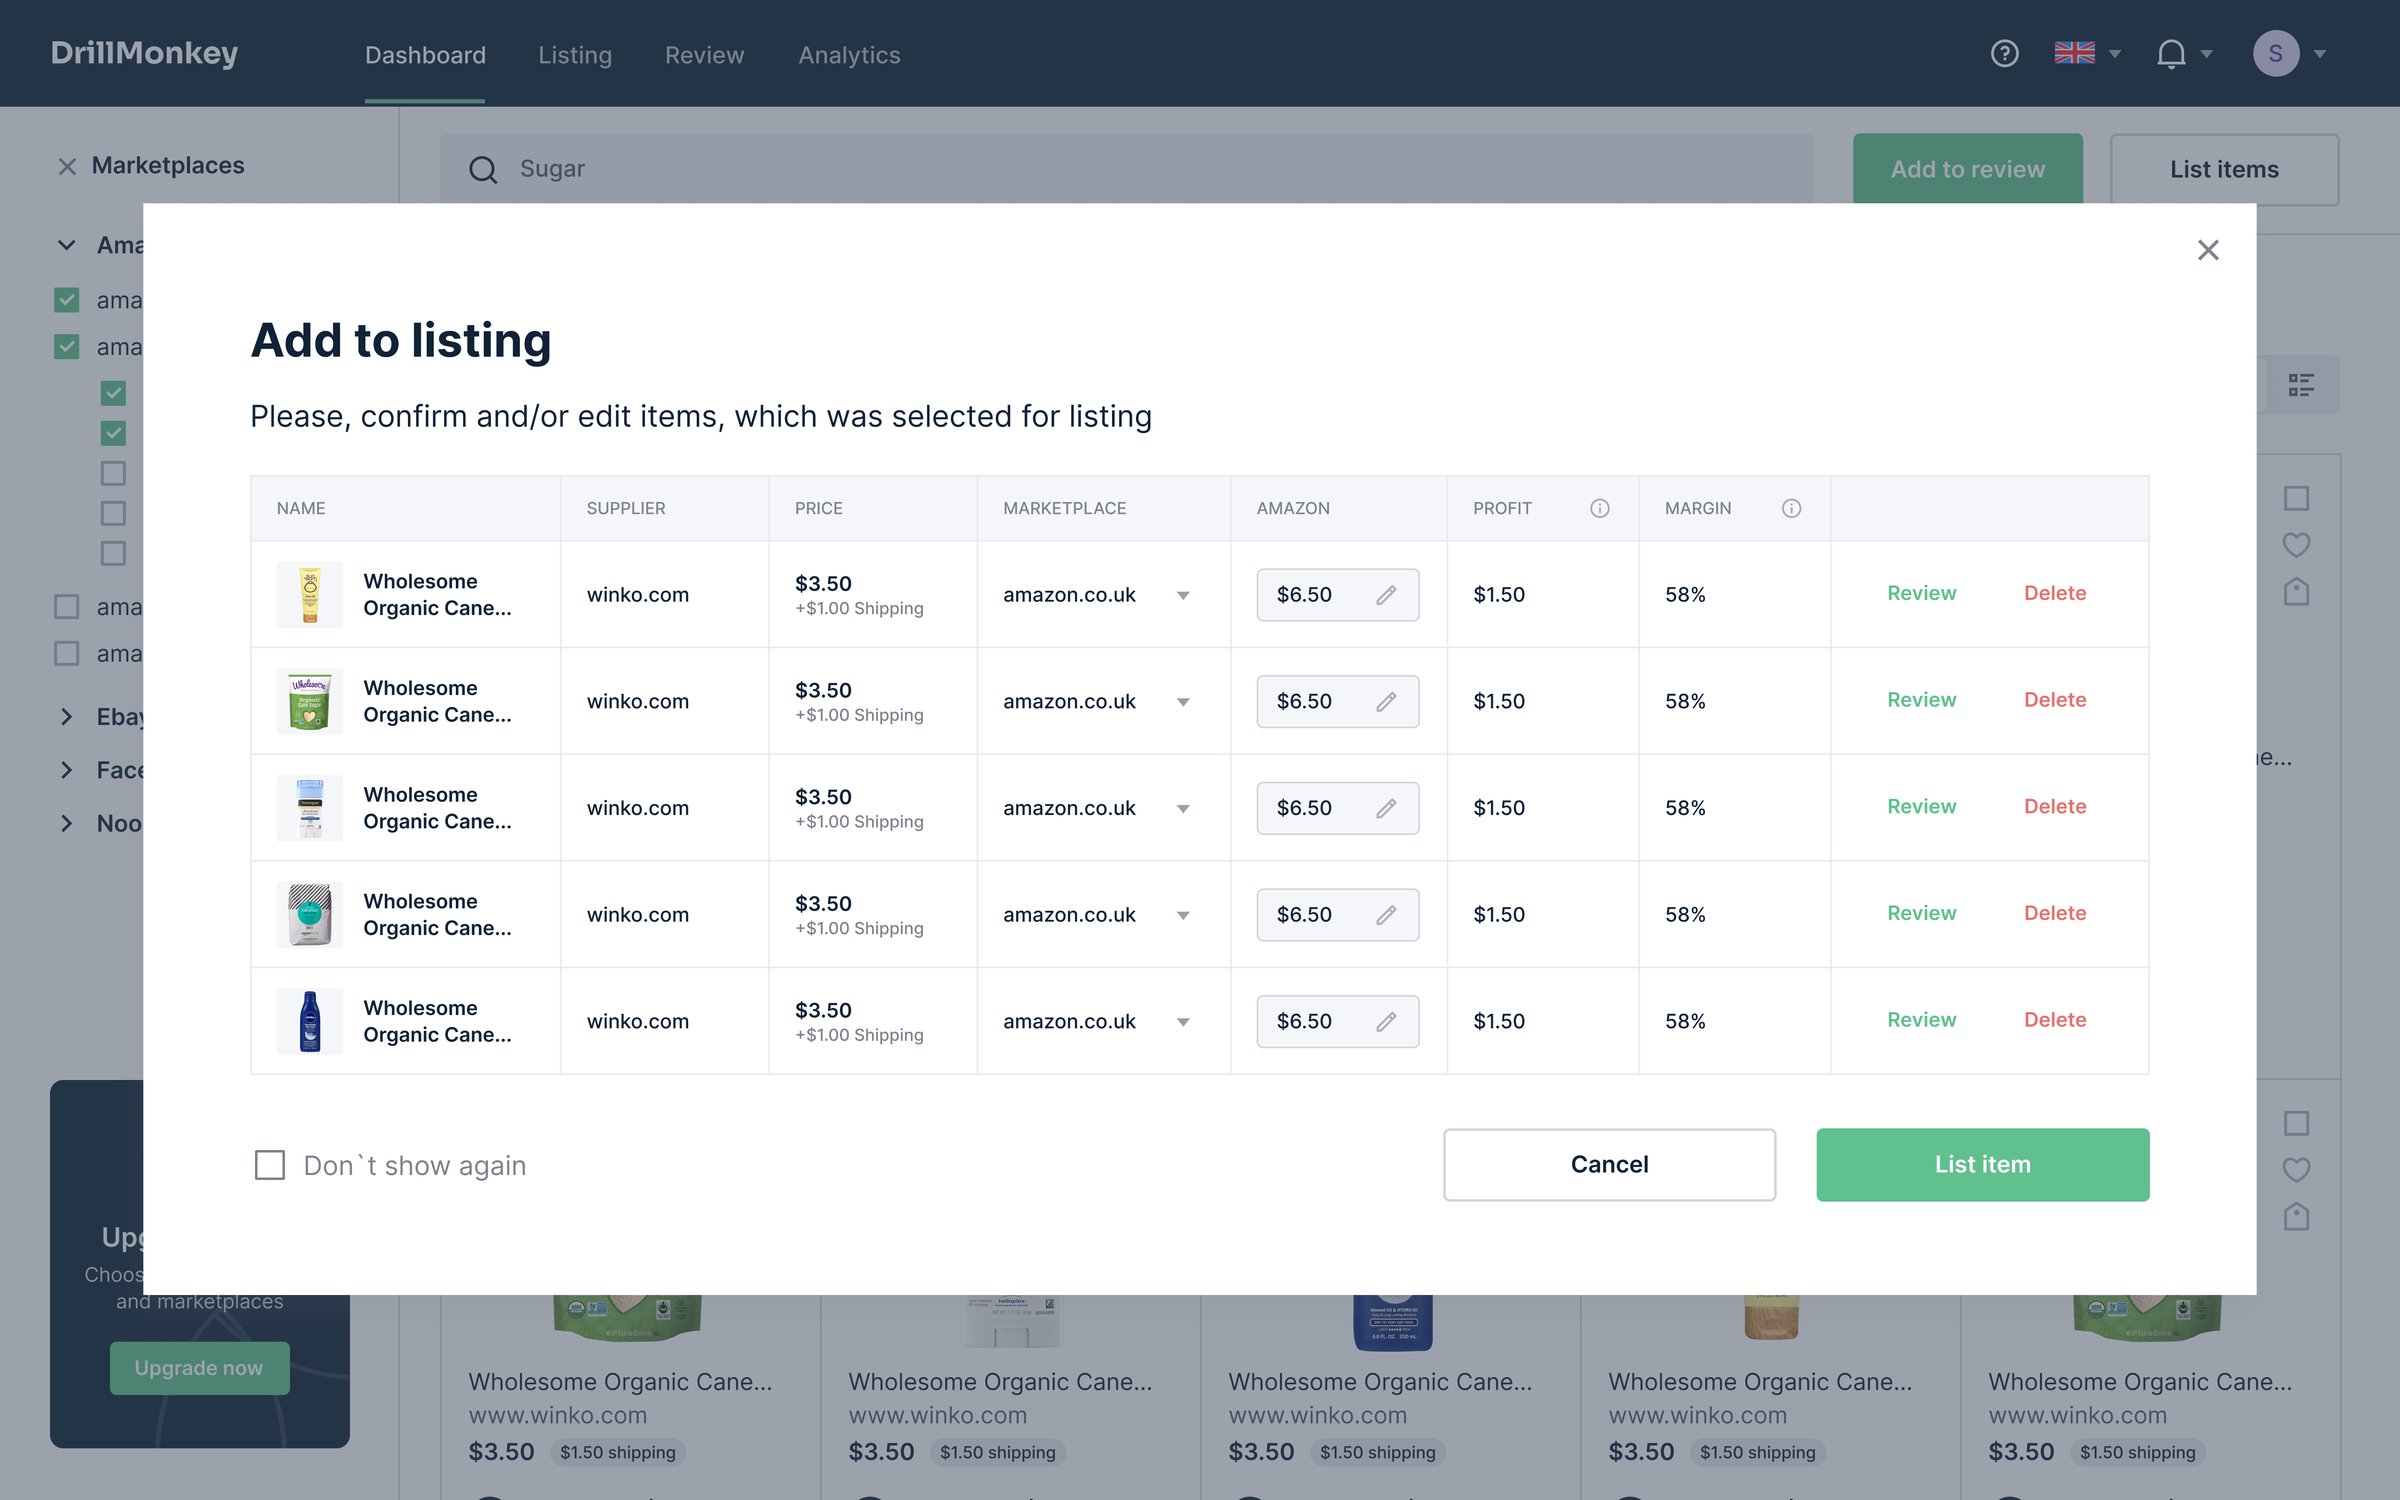 DrillMonkey
Dashboard
Listing
Review
Analytics
S
Marketplaces
Sugar
Add to review
List items
Ama
ama
ama
ama
ama
Ebay
Face
Noo
Add to listing
Please, confirm and/or edit items, which was selected for listing
NAME SUPPLIER PRICE MARKETPLACE AMAZON PROFIT MARGIN
Wholesome
Organic Cane...
winko.com
$3.50
+$1.00 Shipping
amazon.co.uk
$6.50
$1.50
58%
Review
Delete
Wholesome
Organic Cane...
winko.com
$3.50
+$1.00 Shipping
amazon.co.uk
$6.50
$1.50
58%
Review
Delete
Wholesome
Organic Cane...
winko.com
$3.50
+$1.00 Shipping
amazon.co.uk
$6.50
$1.50
58%
Review
Delete
Wholesome
Organic Cane...
winko.com
$3.50
+$1.00 Shipping
amazon.co.uk
$6.50
$1.50
58%
Review
Delete
Wholesome
Organic Cane...
winko.com
$3.50
+$1.00 Shipping
amazon.co.uk
$6.50
$1.50
58%
Review
Delete
Don`t show again
Cancel
List item
e...
Upg
Choos
and marketplaces
Upgrade now
Wholesome Organic Cane...
www.winko.com
$3.50 $1.50 shipping
Wholesome Organic Cane...
www.winko.com
$3.50 $1.50 shipping
Wholesome Organic Cane...
www.winko.com
$3.50 $1.50 shipping
Wholesome Organic Cane...
www.winko.com
$3.50 $1.50 shipping
Wholesome Organic Cane...
www.winko.com
$3.50 $1.50 shipping